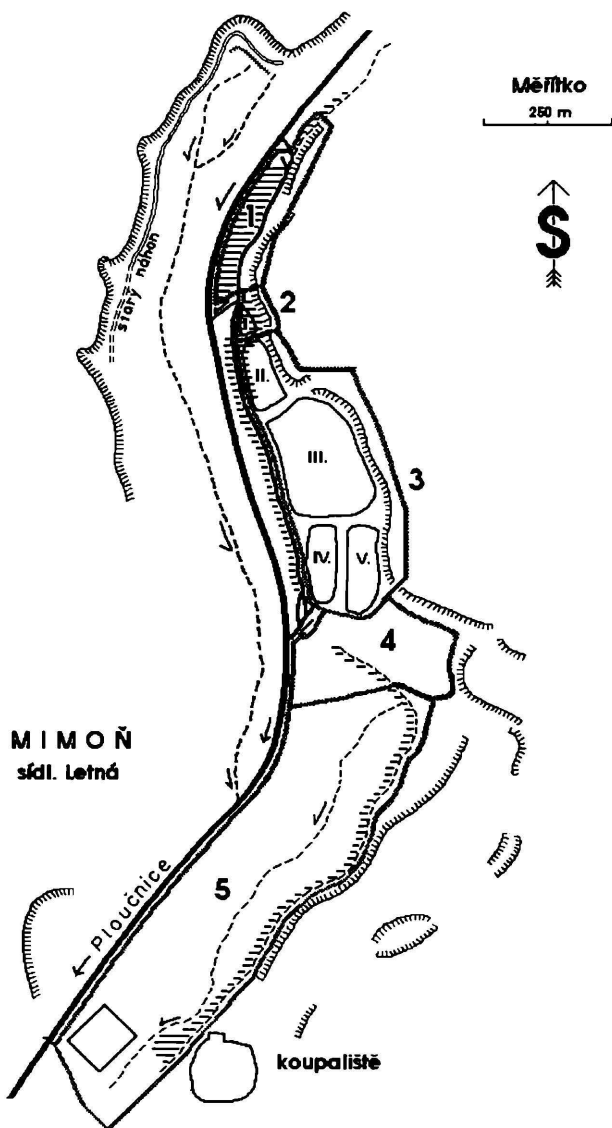 Měřítko
250 m
S
starý náhon
1
2
I.
II.
III.
3
IV.
V.
4
MIMOŇ
sídl. Letná
5
Ploučnice
koupaliště